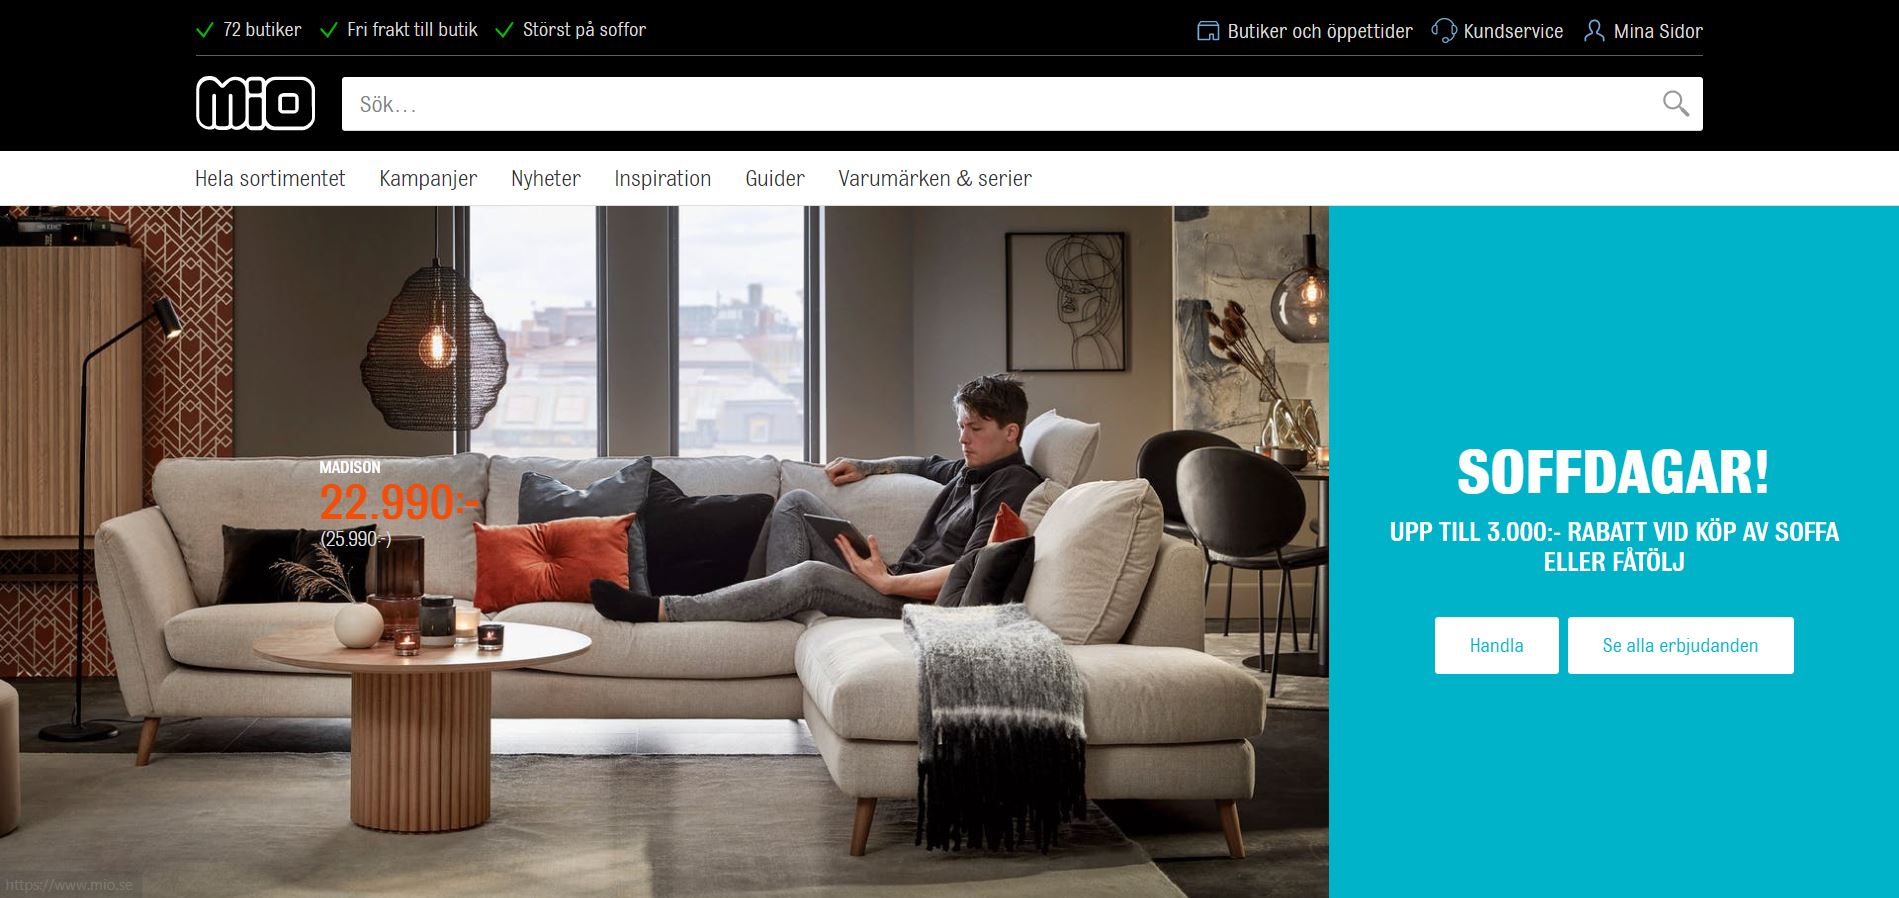 72 butiker
Fri frakt till butik
Störst på soffor
Butiker och öppettider
Kundservice
Mina Sidor
mio
Sök...
Hela sortimentet
Kampanjer
Nyheter
Inspiration
Guider
Varumärken & serier
MADISON
22.990:-
(25.990:-)
SOFFDAGAR!
UPP TILL 3.000:- RABATT VID KÖP AV SOFFA
ELLER FÅTÖLJ
Handla
Se alla erbjudanden
https://www.mio.se